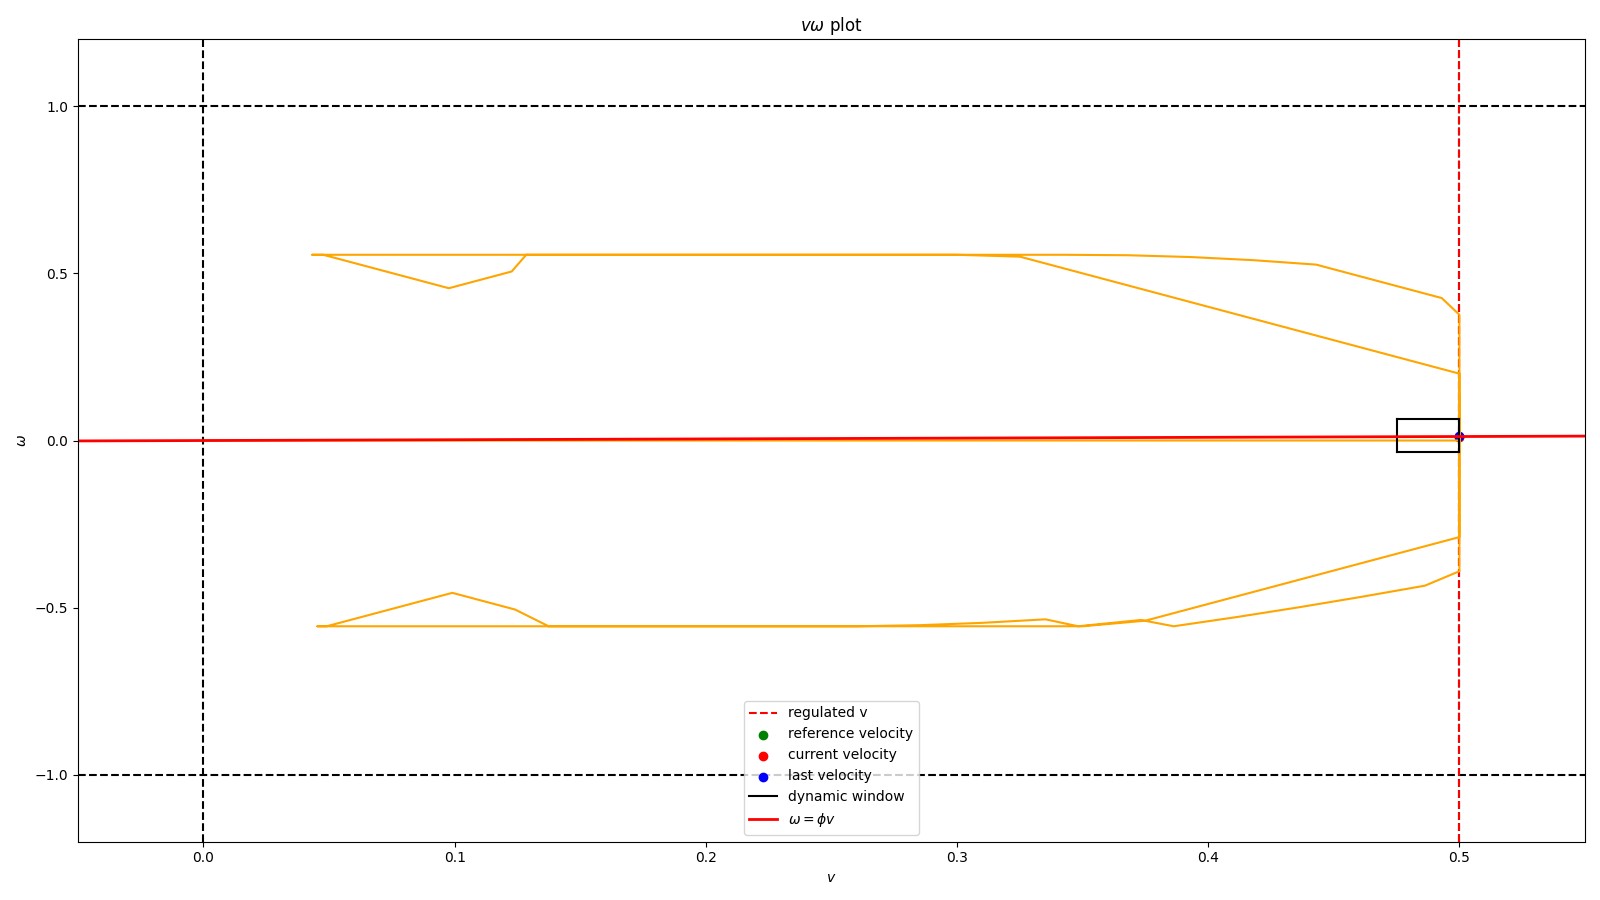 vω plot
1.0
0.5
0.0
−0.5
−1.0
ω
regulated v
reference velocity
current velocity
last velocity
dynamic window
ω = ϕv
0.0 0.1 0.2 0.3 0.4 0.5
v